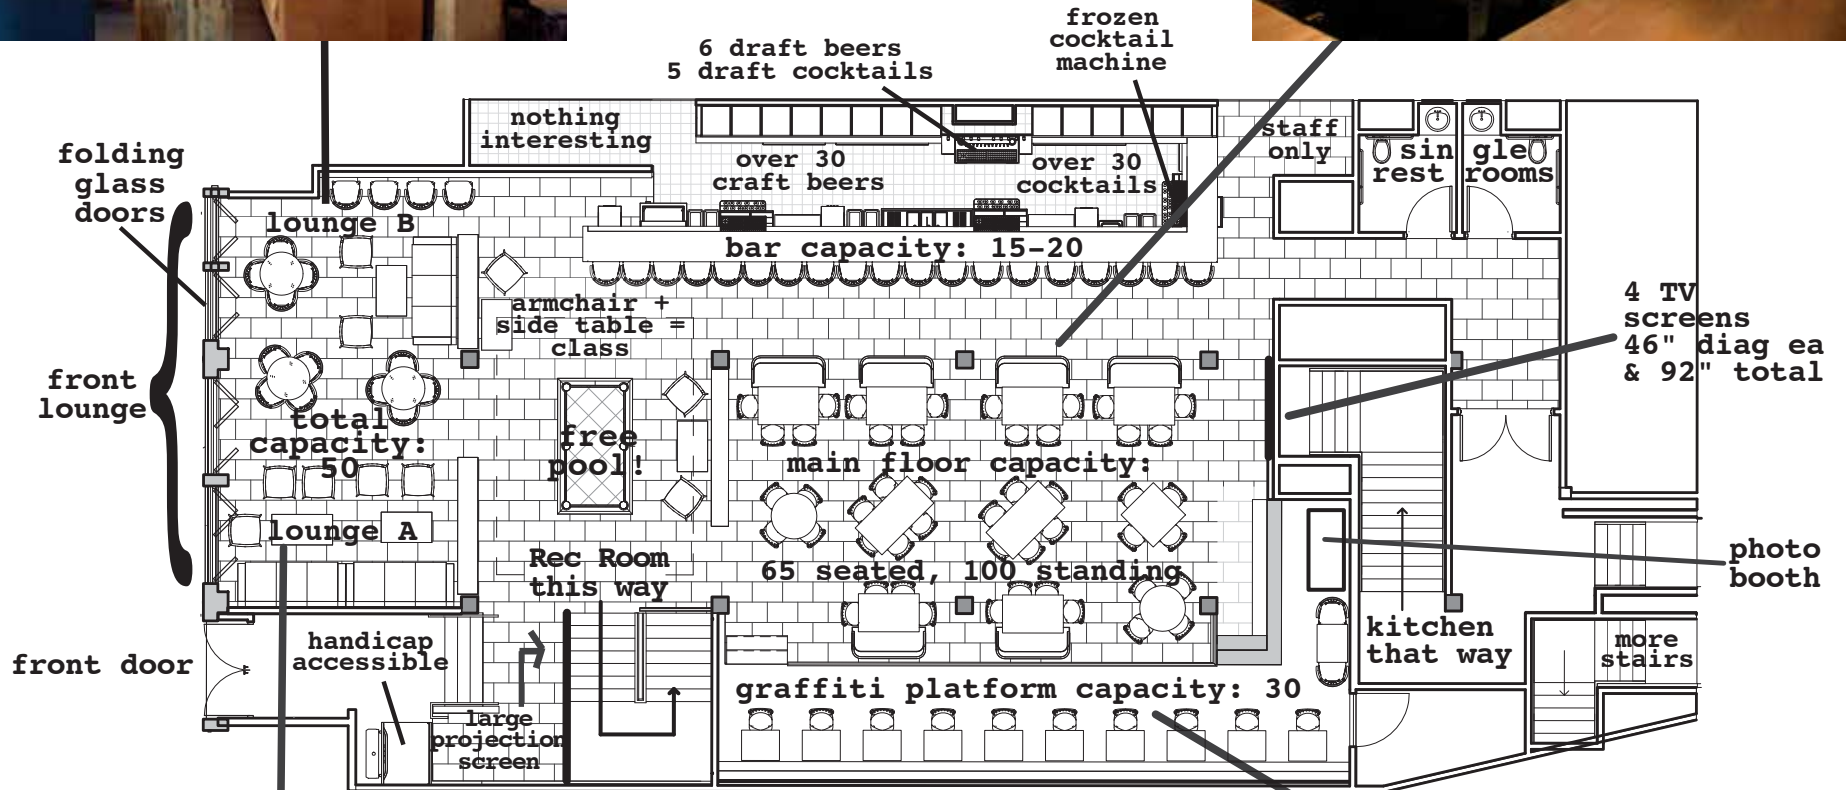 frozen
cocktail
machine
6 draft beers
5 draft cocktails
nothing
interesting
staff
only
sin gle
rest rooms
over 30
craft beers
over 30
cocktails
folding
glass
doors
lounge B
bar capacity: 15-20
armchair +
side table =
class
4 TV
screens
46" diag ea
& 92" total
front
lounge
total
capacity:
50
free
pool!
main floor capacity:
lounge A
Rec Room
this way
65 seated, 100 standing
photo
booth
front door
handicap
accessible
kitchen
that way
more
stairs
graffiti platform capacity: 30
large
projection
screen